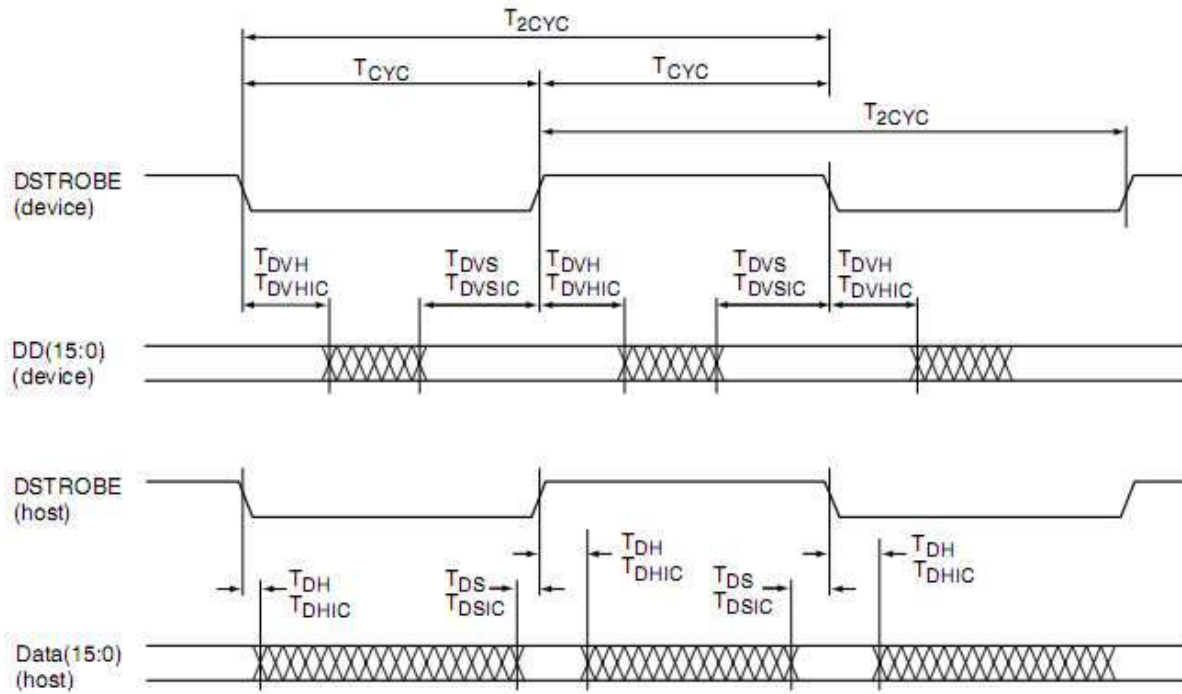 T2CYC
TCYC
TCYC
T2CYC
DSTROBE
(device)
TDVH
TDVHIC
TDVS
TDVSIC
TDVH
TDVHIC
TDVS
TDVSIC
TDVH
TDVHIC
DD(15:0)
(device)
DSTROBE
(host)
TDH
TDHIC
TDS
TDSIC
TDH
TDHIC
TDS
TDSIC
TDH
TDHIC
Data(15:0)
(host)